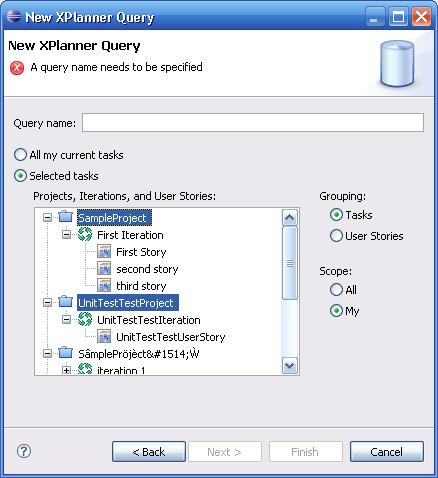 New XPlanner Query
New XPlanner Query
A query name needs to be specified
Query name:
All my current tasks
Selected tasks
Projects, Iterations, and User Stories:
Grouping:
SampleProject
First Iteration
First Story
second story
third story
UnitTestTestProject
UnitTestTestIteration
UnitTestTestUserStory
SâmplePröjèct&#1514;Ẁ
iteration 1
Tasks
User Stories
Scope:
All
My
? < Back Next > Finish Cancel